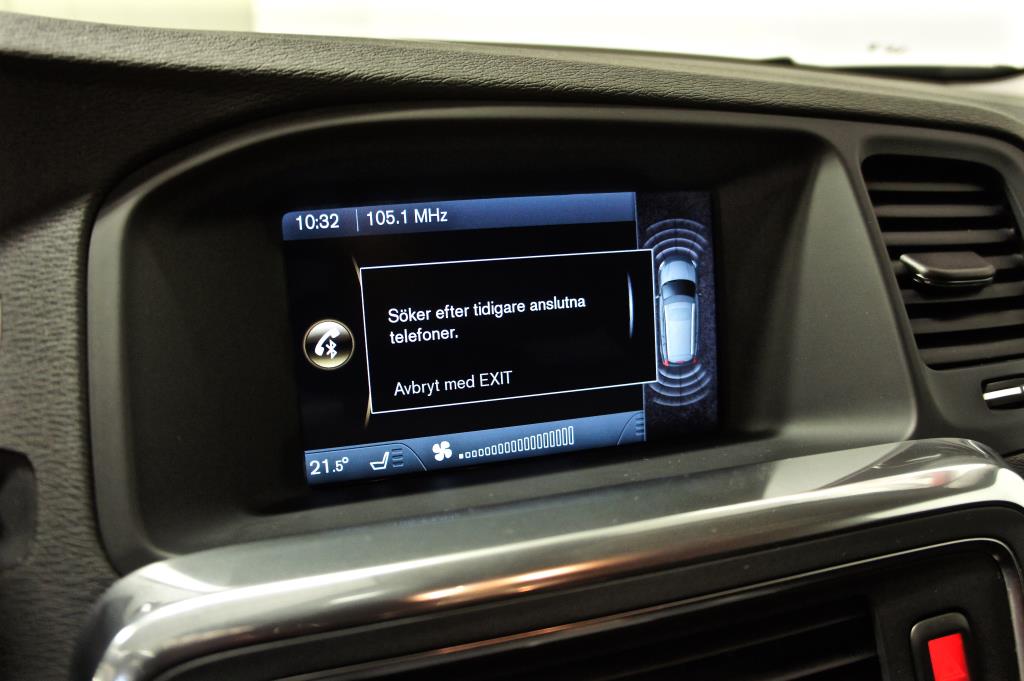 10:32 105.1 MHz
Söker efter tidigare anslutna
telefoner.
Avbryt med EXIT
21.5°